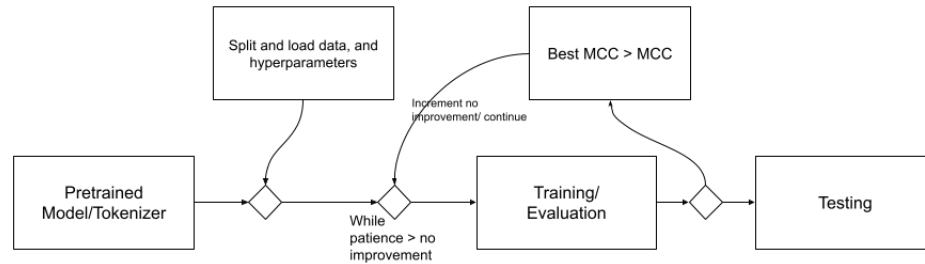 Split and load data, and
hyperparameters
Best MCC > MCC
Increment no
improvement/ continue
Pretrained
Model/Tokenizer
While
patience > no
improvement
Training/
Evaluation
Testing